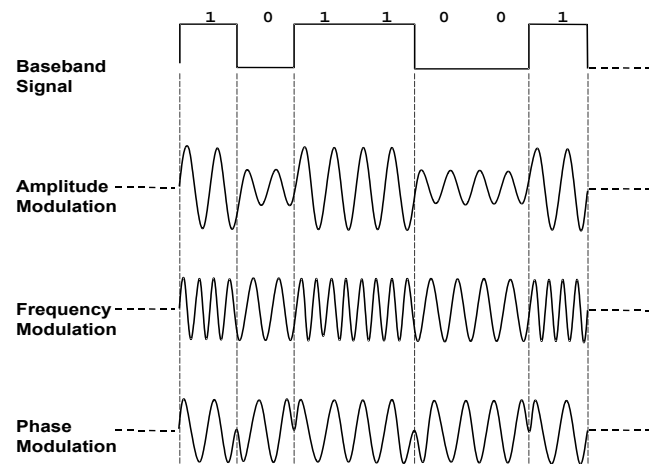 1 0 1 1 0 0 1
Baseband
Signal
Amplitude
Modulation
Frequency
Modulation
Phase
Modulation